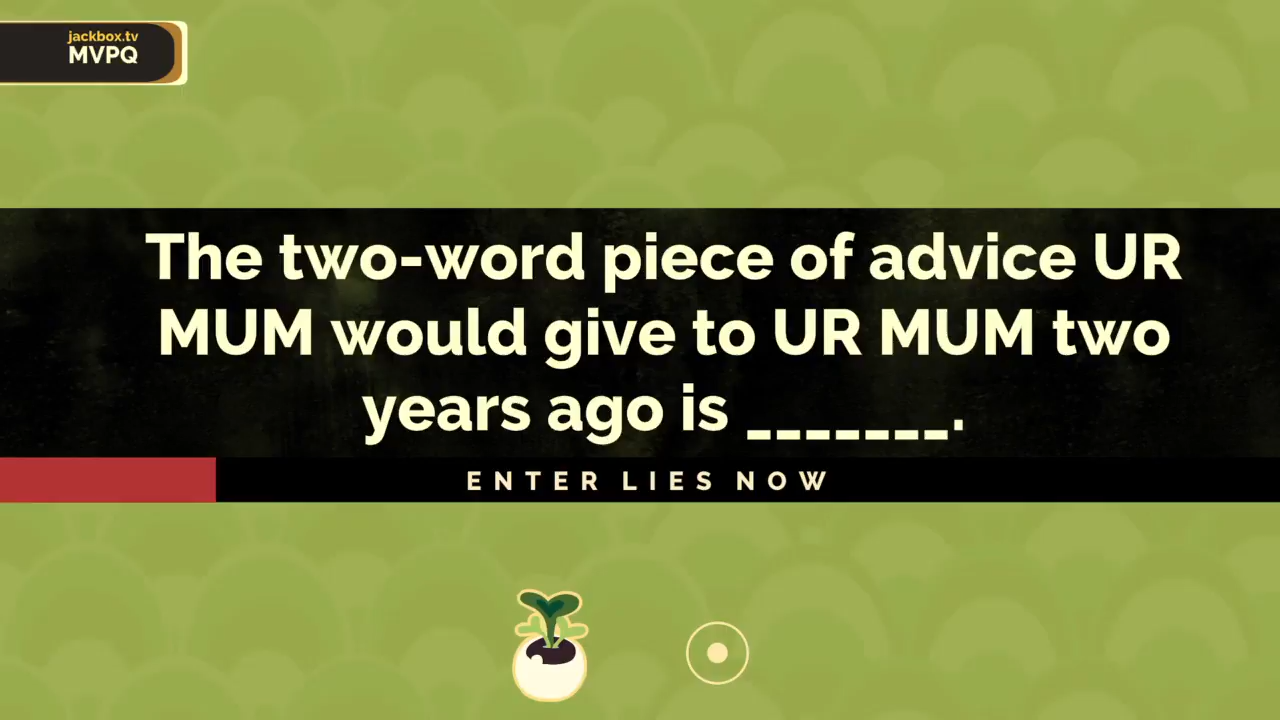 jackbox.tv
MVPQ
The two-word piece of advice UR
MUM would give to UR MUM two
years ago is _______.
ENTER LIES NOW